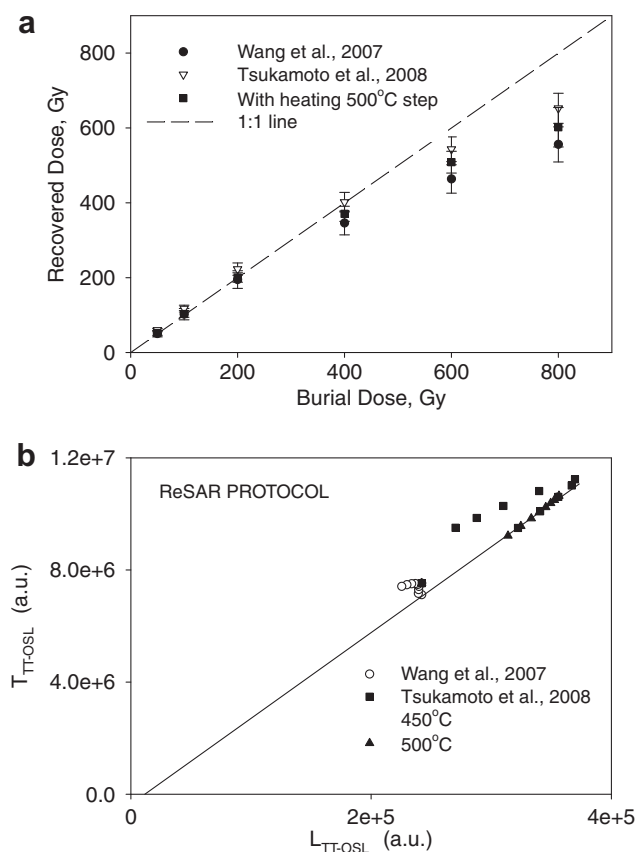 a
Recovered Dose, Gy
800
600
400
200
0
Wang et al., 2007
Tsukamoto et al., 2008
With heating 500°C step
1:1 line
0 200 400 600 800
Burial Dose, Gy
b
ReSAR PROTOCOL
T_TT-OSL (a.u.)
1.2e+7
8.0e+6
4.0e+6
0.0
Wang et al., 2007
Tsukamoto et al., 2008
450°C
500°C
0 2e+5 4e+5
L_TT-OSL (a.u.)